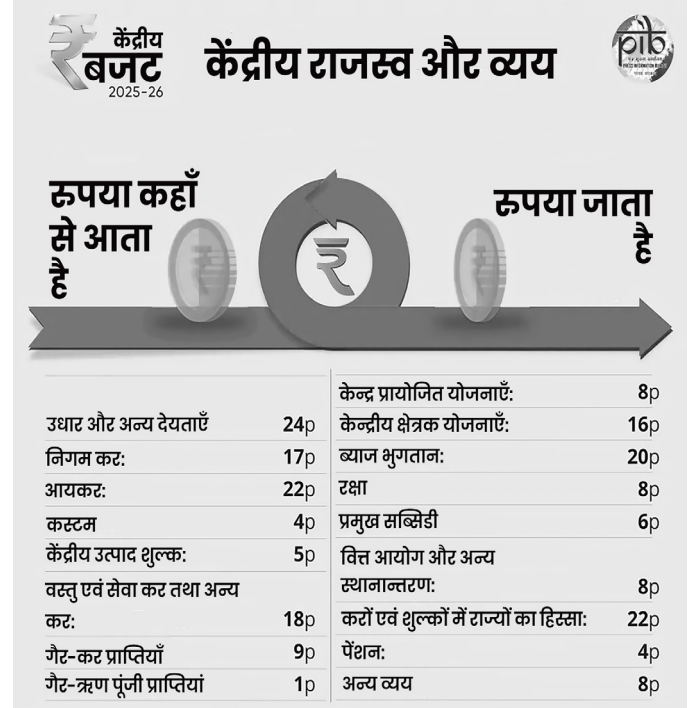 केंद्रीय
बजट
2025-26
केंद्रीय राजस्व और व्यय
pib
PRESS INFORMATION BUREAU
रुपया कहाँ
से आता
है
रुपया जाता
है
₹
उधार और अन्य देयताएँ 24p
निगम कर: 17p
आयकर: 22p
कस्टम 4p
केंद्रीय उत्पाद शुल्क: 5p
वस्तु एवं सेवा कर तथा अन्य
कर: 18p
गैर-कर प्राप्तियाँ 9p
गैर-ऋण पूंजी प्राप्तियां 1p
केन्द्र प्रायोजित योजनाएँ: 8p
केन्द्रीय क्षेत्रक योजनाएँ: 16p
ब्याज भुगतान: 20p
रक्षा 8p
प्रमुख सब्सिडी 6p
वित्त आयोग और अन्य
स्थानान्तरण: 8p
करों एवं शुल्कों में राज्यों का हिस्सा: 22p
पेंशन: 4p
अन्य व्यय 8p